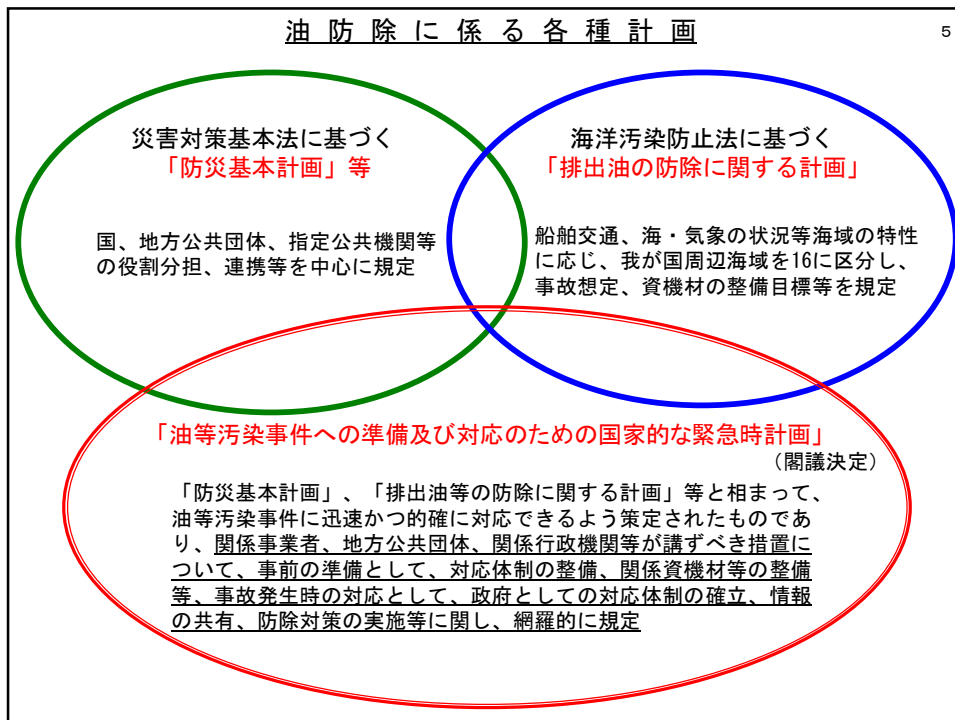 油防除に係る各種計画
5
災害対策基本法に基づく
「防災基本計画」等
国、地方公共団体、指定公共機関等
の役割分担、連携等を中心に規定
海洋汚染防止法に基づく
「排出油の防除に関する計画」
船舶交通、海・気象の状況等海域の特性
に応じ、我が国周辺海域を16に区分し、
事故想定、資機材の整備目標等を規定
「油等汚染事件への準備及び対応のための国家的な緊急時計画」
（閣議決定）
「防災基本計画」、「排出油等の防除に関する計画」等と相まって、
油等汚染事件に迅速かつ的確に対応できるよう策定されたものであ
り、関係事業者、地方公共団体、関係行政機関等が講ずべき措置に
ついて、事前の準備として、対応体制の整備、関係資機材等の整備
等、事故発生時の対応として、政府としての対応体制の確立、情報
の共有、防除対策の実施等に関し、網羅的に規定